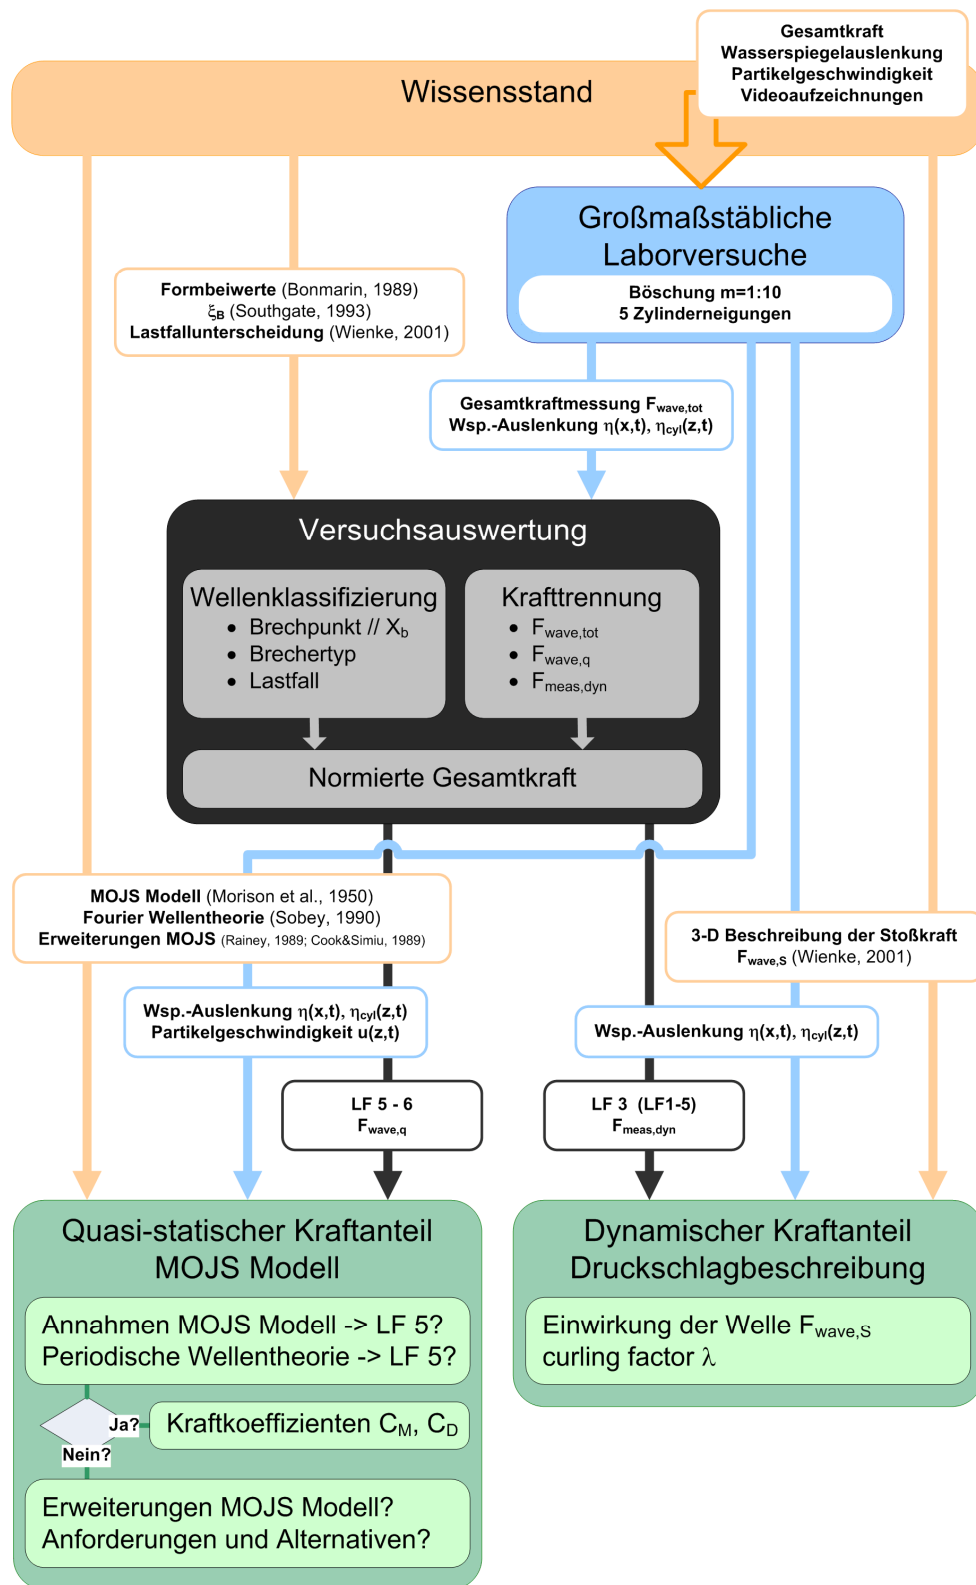 Gesamtkraft
Wasserspiegelauslenkung
Partikelgeschwindigkeit
Videoaufzeichnungen
Wissensstand
Großmaßstäbliche
Laborversuche
Böschung m=1:10
5 Zylinderneigungen
Formbeiwerte (Bonmarin, 1989)
ξB (Southgate, 1993)
Lastfallunterscheidung (Wienke, 2001)
Gesamtkraftmessung Fwave,tot
Wsp.-Auslenkung η(x,t), ηcyl(z,t)
Versuchsauswertung
Wellenklassifizierung
• Brechpunkt // Xb
• Brechertyp
• Lastfall
Krafttrennung
• Fwave,tot
• Fwave,q
• Fmeas,dyn
Normierte Gesamtkraft
MOJS Modell (Morison et al., 1950)
Fourier Wellentheorie (Sobey, 1990)
Erweiterungen MOJS (Rainey, 1989; Cook&Simiu, 1989)
3-D Beschreibung der Stoßkraft
Fwave,S (Wienke, 2001)
Wsp.-Auslenkung η(x,t), ηcyl(z,t)
Partikelgeschwindigkeit u(z,t)
Wsp.-Auslenkung η(x,t), ηcyl(z,t)
LF 5 - 6
Fwave,q
LF 3 (LF1-5)
Fmeas,dyn
Quasi-statischer Kraftanteil
MOJS Modell
Annahmen MOJS Modell -> LF 5?
Periodische Wellentheorie -> LF 5?
Ja?
Kraftkoeffizienten CM, CD
Nein?
Erweiterungen MOJS Modell?
Anforderungen und Alternativen?
Dynamischer Kraftanteil
Druckschlagbeschreibung
Einwirkung der Welle Fwave,S
curling factor λ